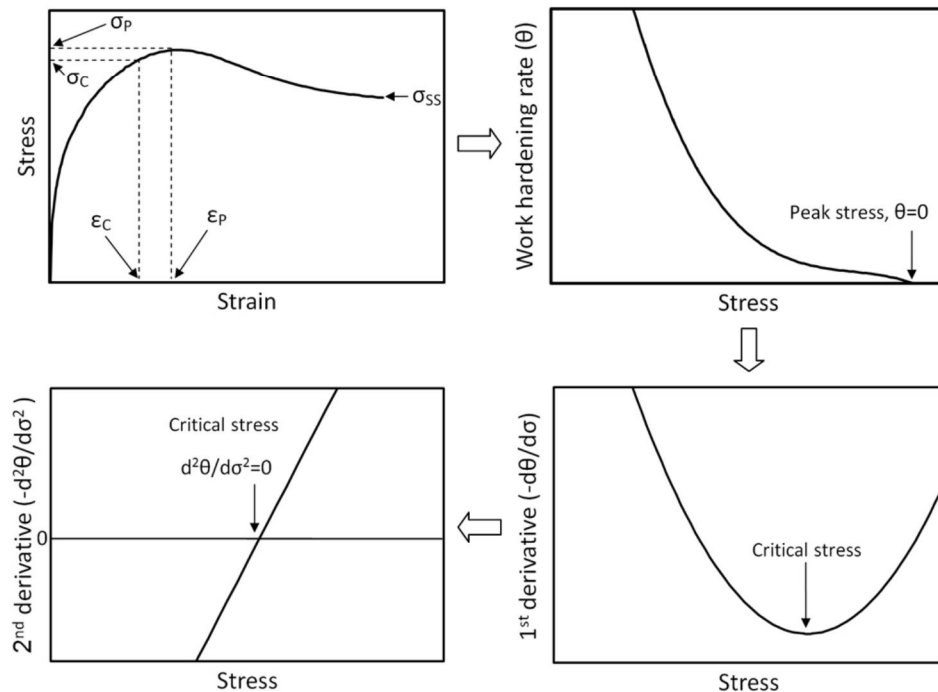 σP
σC
σSS
εC
εP
Stress
Strain
Work hardening rate (θ)
Peak stress, θ=0
Stress
2nd derivative (-d²θ/dσ²)
Critical stress
d²θ/dσ²=0
0
Stress
1st derivative (-dθ/dσ)
Critical stress
Stress